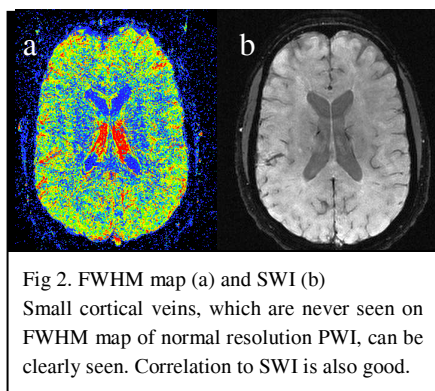 a b
Fig 2. FWHM map (a) and SWI (b)
Small cortical veins, which are never seen on
FWHM map of normal resolution PWI, can be
clearly seen. Correlation to SWI is also good.